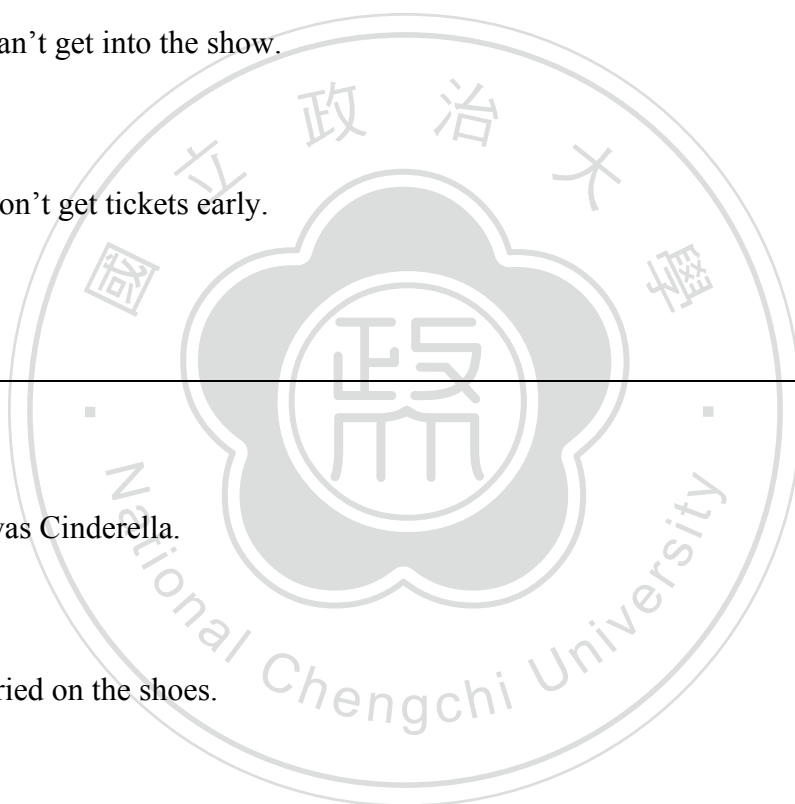 an’t get into the show.
立政治大
on’t get tickets early.
國
學
was Cinderella.
ried on the shoes.
National Chengchi University